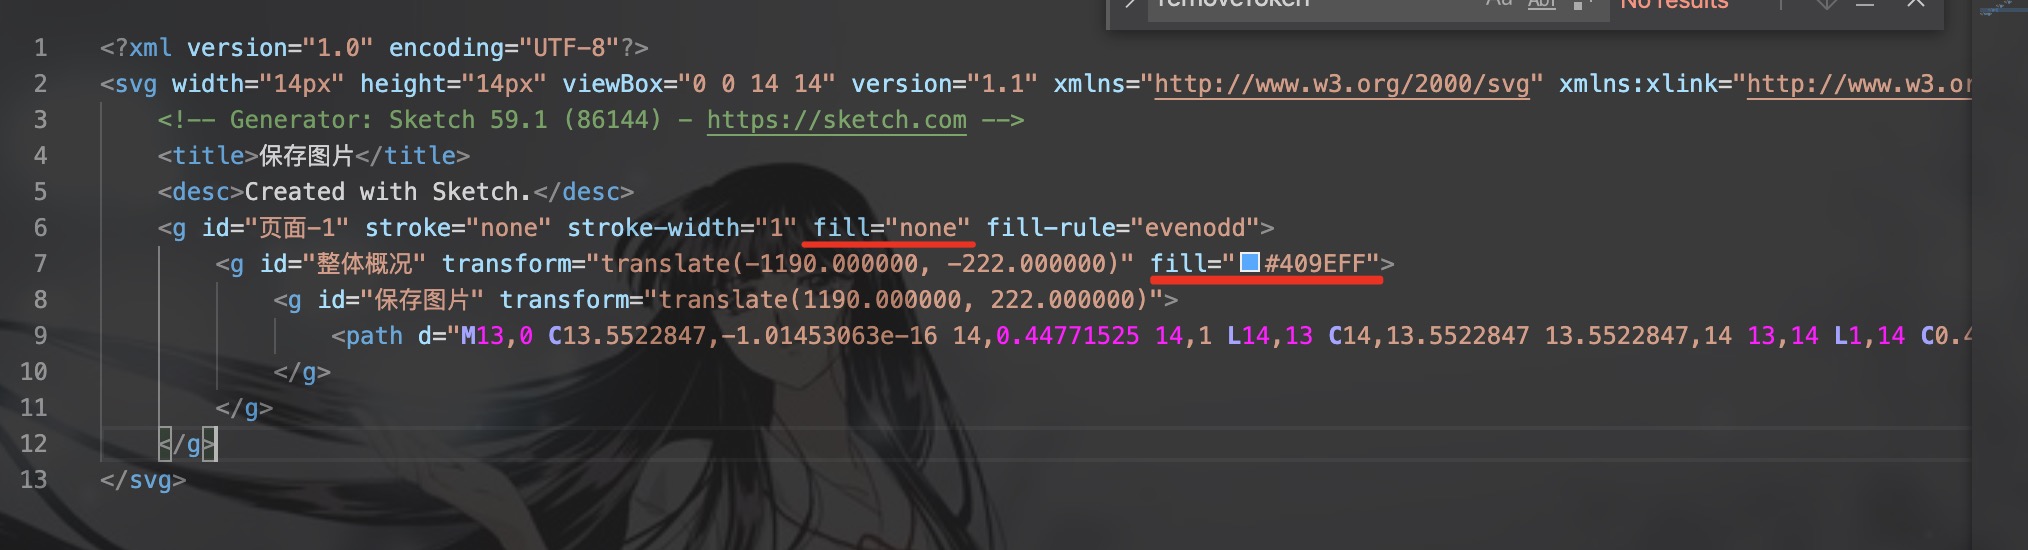 No results
1 <?xml version="1.0" encoding="UTF-8"?>
2 <svg width="14px" height="14px" viewBox="0 0 14 14" version="1.1" xmlns="http://www.w3.org/2000/svg" xmlns:xlink="http://www.w3.or
3 <!-- Generator: Sketch 59.1 (86144) - https://sketch.com -->
4 <title>保存图片</title>
5 <desc>Created with Sketch.</desc>
6 <g id="页面-1" stroke="none" stroke-width="1" fill="none" fill-rule="evenodd">
7 <g id="整体概况" transform="translate(-1190.000000, -222.000000)" fill="#409EFF">
8 <g id="保存图片" transform="translate(1190.000000, 222.000000)">
9 <path d="M13,0 C13.5522847,-1.01453063e-16 14,0.44771525 14,1 L14,13 C14,13.5522847 13.5522847,14 13,14 L1,14 C0.4
10 </g>
11 </g>
12 </g>
13 </svg>